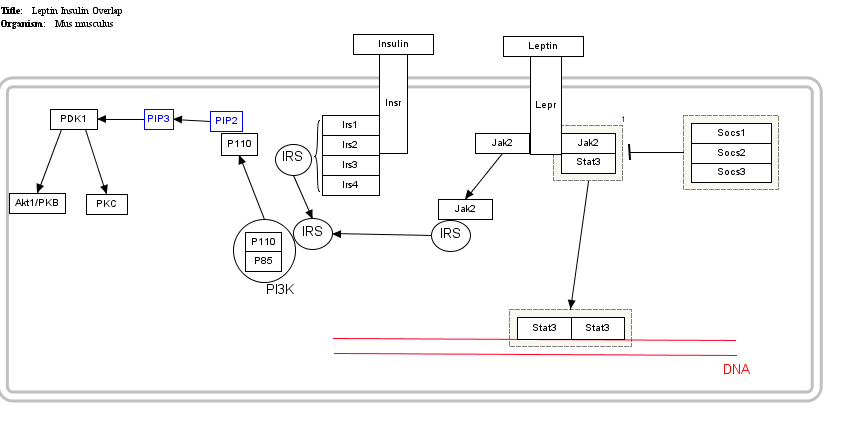 Title: Leptin Insulin Overlap
Organism: Mus musculus
Insulin
Leptin
Insr
Lepr
PDK1
PIP3
PIP2
P110
Irs1
Irs2
Irs3
Irs4
IRS
Jak2
Jak2
Stat3
1
Socs1
Socs2
Socs3
Akt1/PKB
PKC
Jak2
IRS
IRS
P110
P85
PI3K
Stat3
Stat3
DNA